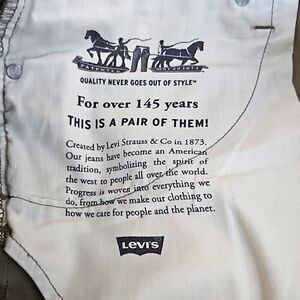 QUALITY NEVER GOES OUT OF STYLE™
For over 145 years
THIS IS A PAIR OF THEM!
Created by Levi Strauss & Co in 1873.
Our jeans have become an American
tradition, symbolizing the spirit of
the west to people all over the world.
Progress is woven into everything we
do, from how we make our clothing to
how we care for people and the planet.
LEVI'S